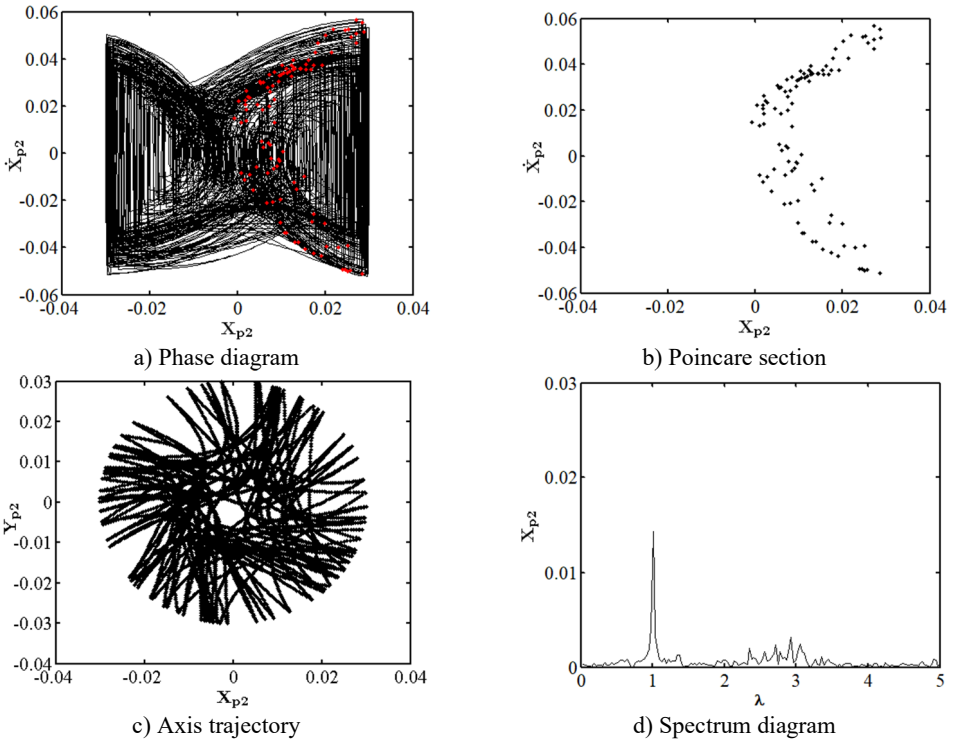 0.06
0.04
0.02
0
-0.02
-0.04
-0.06
-0.04 -0.02 0 0.02 0.04
Ẋp2
Xp2
a) Phase diagram
0.06
0.04
0.02
0
-0.02
-0.04
-0.06
-0.04 -0.02 0 0.02 0.04
Ẋp2
Xp2
b) Poincare section
0.03
0.02
0.01
0
-0.01
-0.02
-0.03
-0.04
-0.04 -0.02 0 0.02 0.04
Yp2
Xp2
c) Axis trajectory
0.03
0.02
0.01
0
0 1 2 3 4 5
Xp2
λ
d) Spectrum diagram